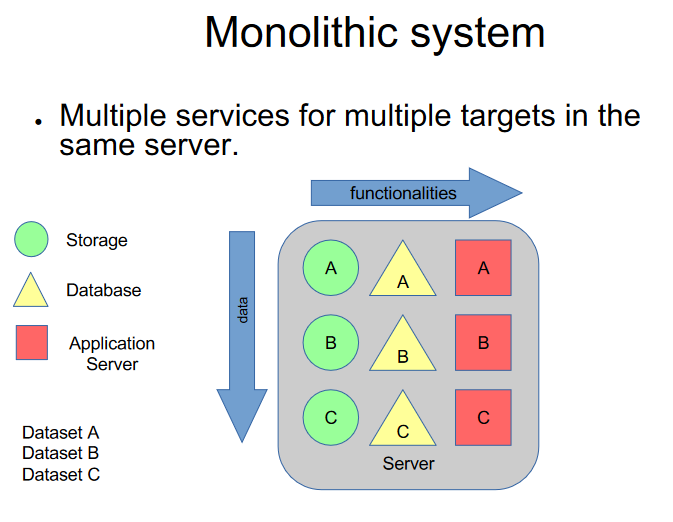 Monolithic system
• Multiple services for multiple targets in the
same server.
functionalities
Storage
Database
Application
Server
data
A A A
B B B
C C C
Server
Dataset A
Dataset B
Dataset C